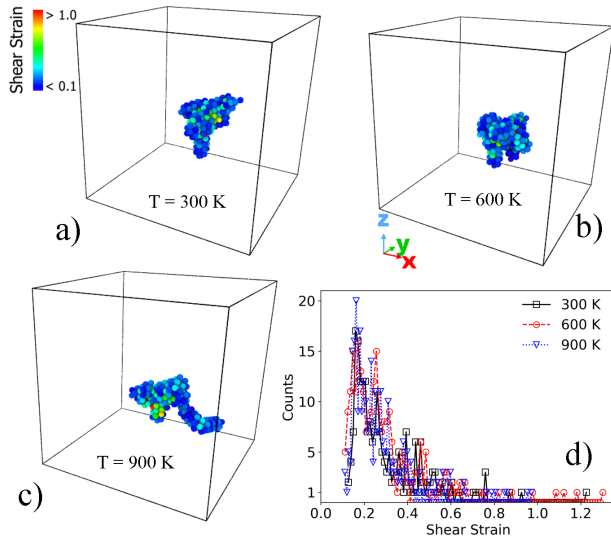 Shear Strain
> 1.0
< 0.1
a)
T = 300 K
b)
T = 600 K
z
y
x
c)
T = 900 K
d)
300 K
600 K
900 K
Counts
20
15
10
5
1
0.0 0.2 0.4 0.6 0.8 1.0 1.2
Shear Strain